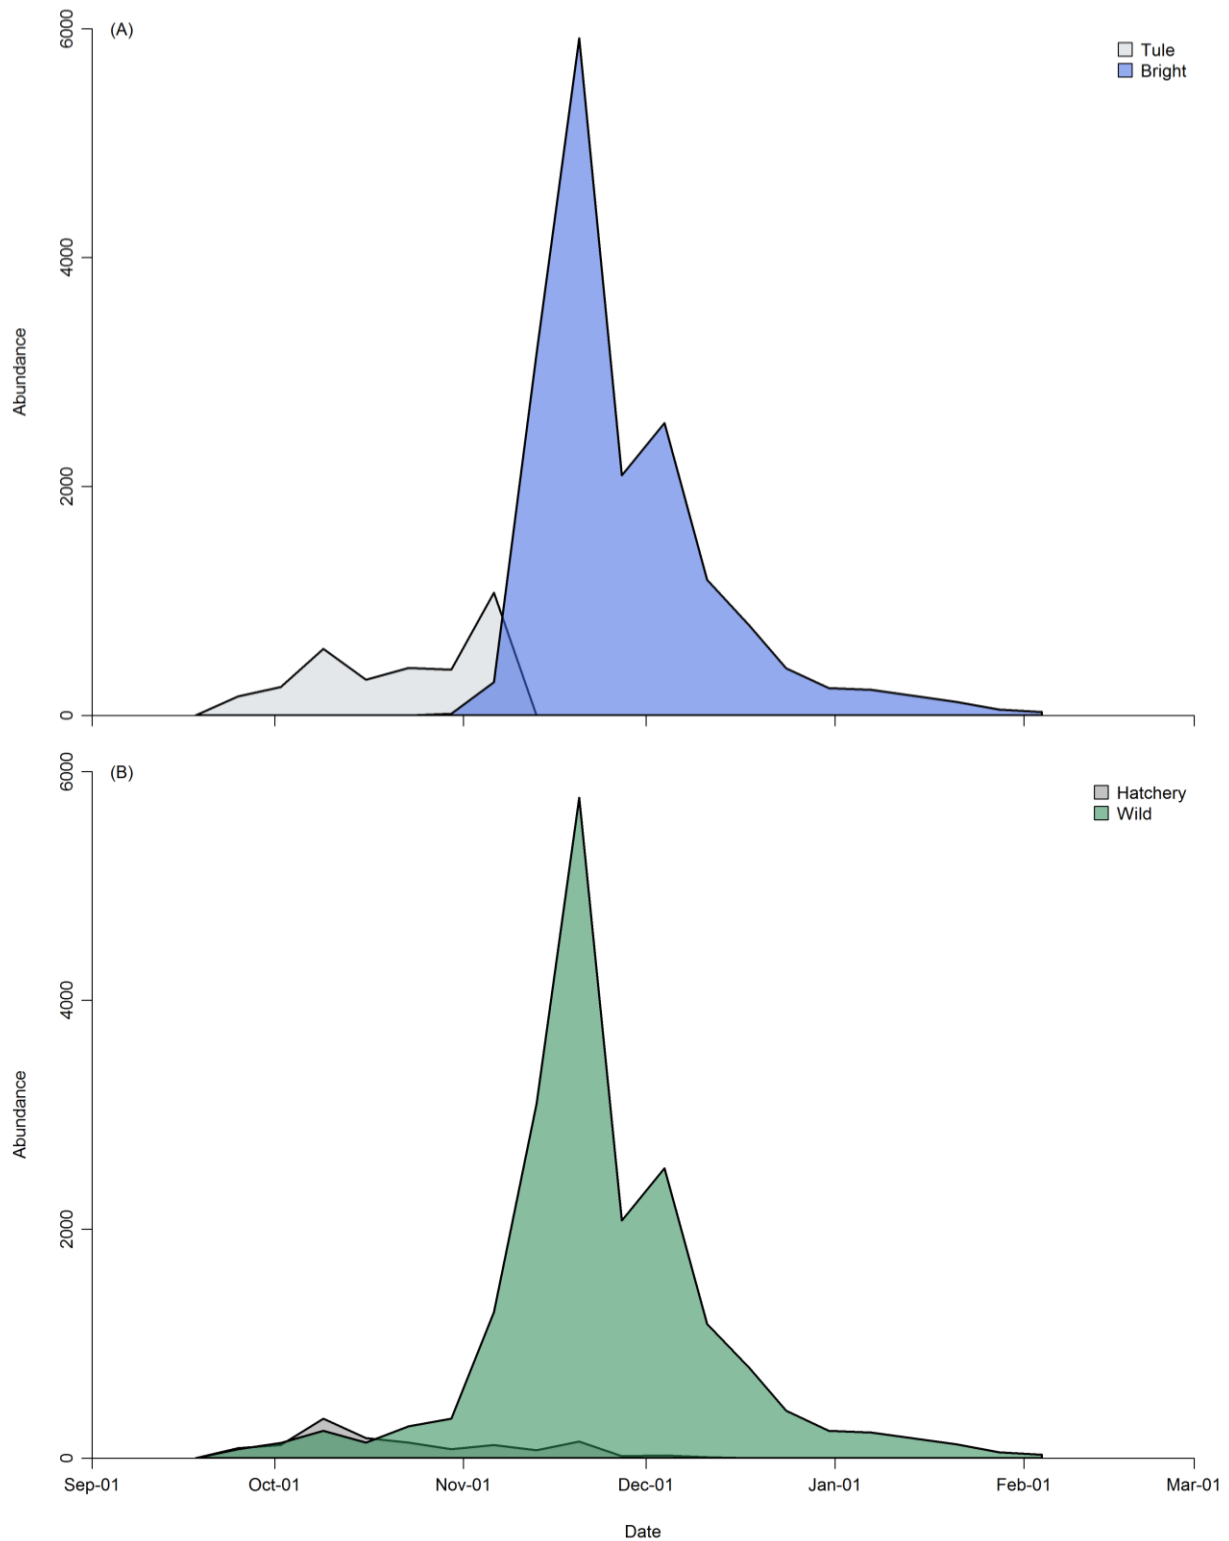 (A)
Tule
Bright
6000
4000
2000
0
Abundance
(B)
Hatchery
Wild
6000
4000
2000
0
Abundance
Sep-01 Oct-01 Nov-01 Dec-01 Jan-01 Feb-01 Mar-01
Date